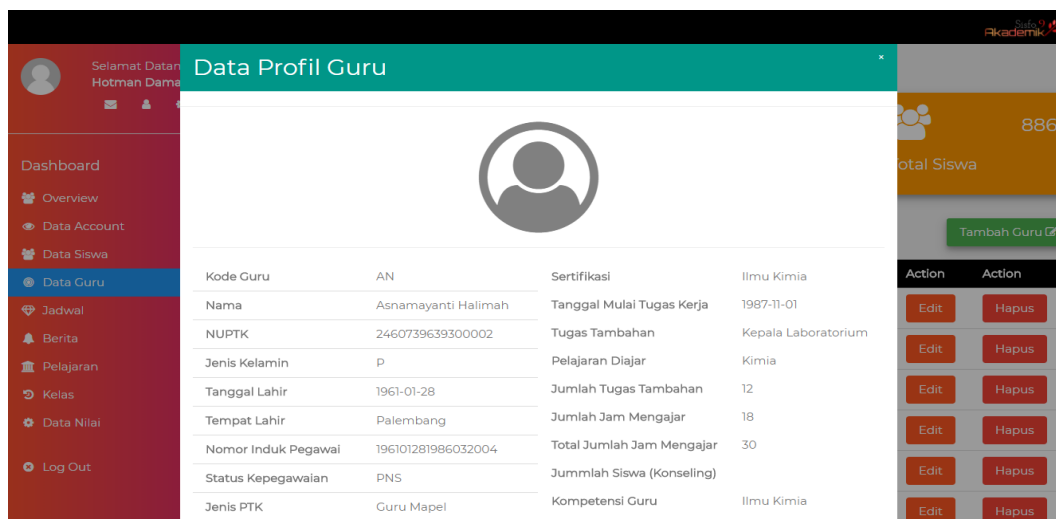 Sisfo
Akademik
Selamat Datan
Hotman Dama
Data Profil Guru
×
886
otal Siswa
Dashboard
Overview
Data Account
Data Siswa
Data Guru
Jadwal
Berita
Pelajaran
Kelas
Data Nilai
Log Out
Tambah Guru
Kode Guru AN
Nama Asnamayanti Halimah
NUPTK 2460739639300002
Jenis Kelamin P
Tanggal Lahir 1961-01-28
Tempat Lahir Palembang
Nomor Induk Pegawai 196101281986032004
Status Kepegawaian PNS
Jenis PTK Guru Mapel
Sertifikasi Ilmu Kimia
Tanggal Mulai Tugas Kerja 1987-11-01
Tugas Tambahan Kepala Laboratorium
Pelajaran Diajar Kimia
Jumlah Tugas Tambahan 12
Jumlah Jam Mengajar 18
Total Jumlah Jam Mengajar 30
Jummlah Siswa (Konseling)
Kompetensi Guru Ilmu Kimia
Action Action
Edit Hapus
Edit Hapus
Edit Hapus
Edit Hapus
Edit Hapus
Edit Hapus